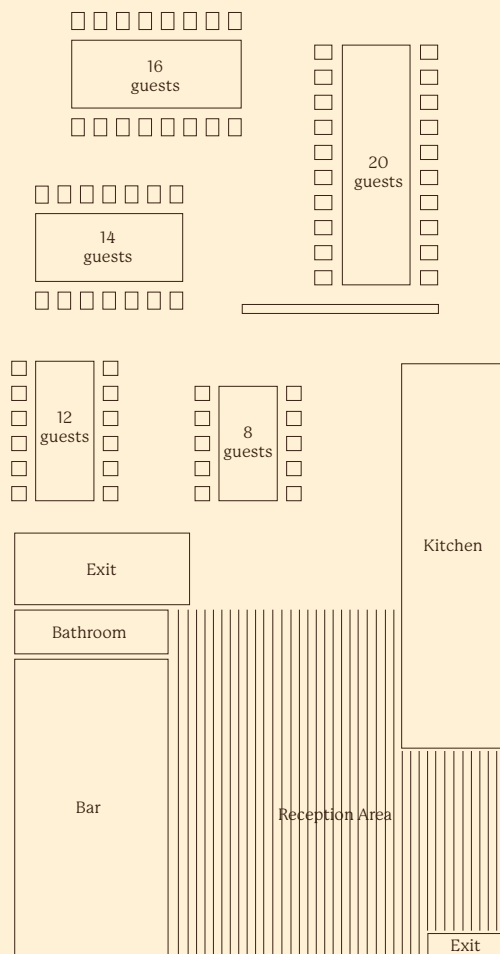 16
guests
20
guests
14
guests
12
guests
8
guests
Kitchen
Exit
Bathroom
Bar
Reception Area
Exit